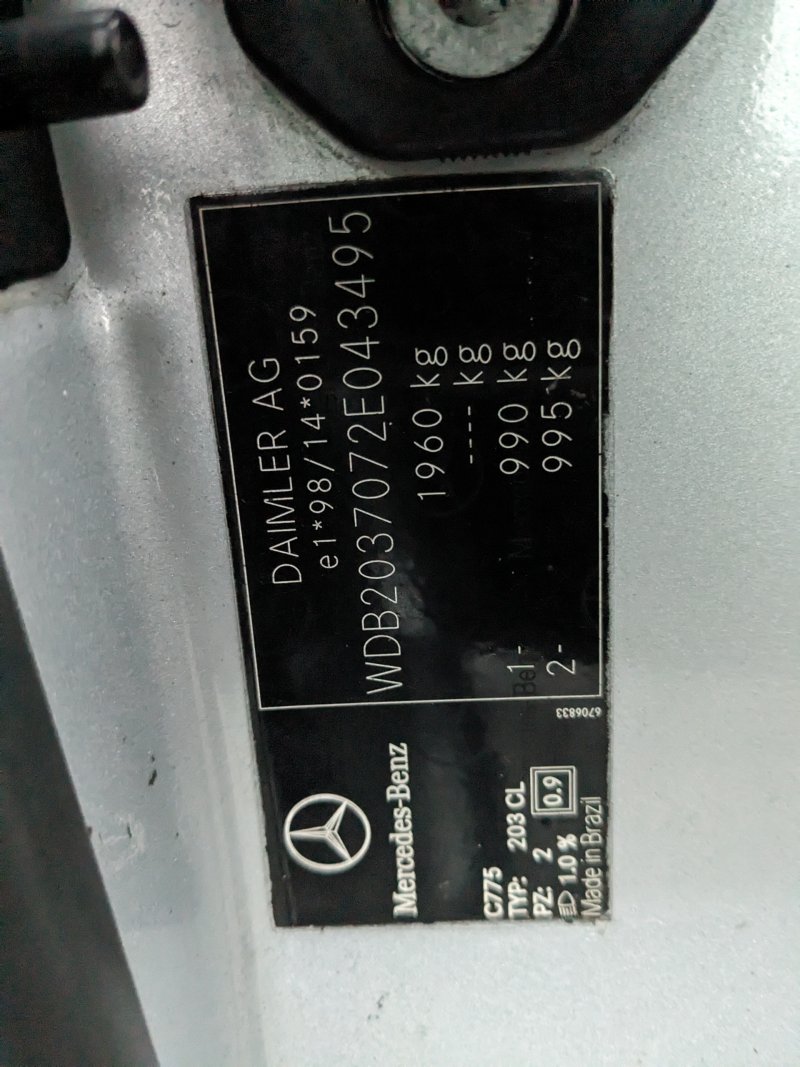 DAIMLER AG
e1*98/14*0159
WDB2037072E043495
1960 kg
---- kg
1- 990 kg
2- 995 kg
Mercedes-Benz
C775
TYP: 203 CL
PZ: 2
1.0 % 0.9
Made in Brazil
6706833